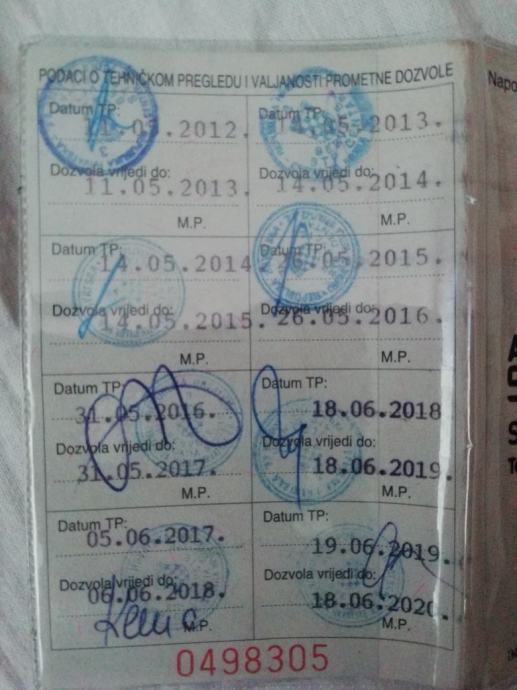 PODACI O TEHNIČKOM PREGLEDU I VALJANOSTI PROMETNE DOZVOLE
Datum TP:
2012.
Dozvola vrijedi do:
11.05.2013.
M.P.
Datum TP:
14.05.2013.
Dozvola vrijedi do:
14.05.2014.
M.P.
Datum TP:
14.05.2014
Dozvola vrijedi do:
14.05.2015.
M.P.
Datum TP:
26.05.2015.
Dozvola vrijedi do:
26.05.2016.
M.P.
Datum TP:
31.05.2016.
Dozvola vrijedi do:
31.05.2017.
M.P.
Datum TP:
18.06.2018
Dozvola vrijedi do:
18.06.2019.
M.P.
Datum TP:
05.06.2017.
Dozvola vrijedi do:
06.06.2018.
M.P.
Datum TP:
19.06.2019.
Dozvola vrijedi do:
18.06.2020.
M.P.
0498305
Napo